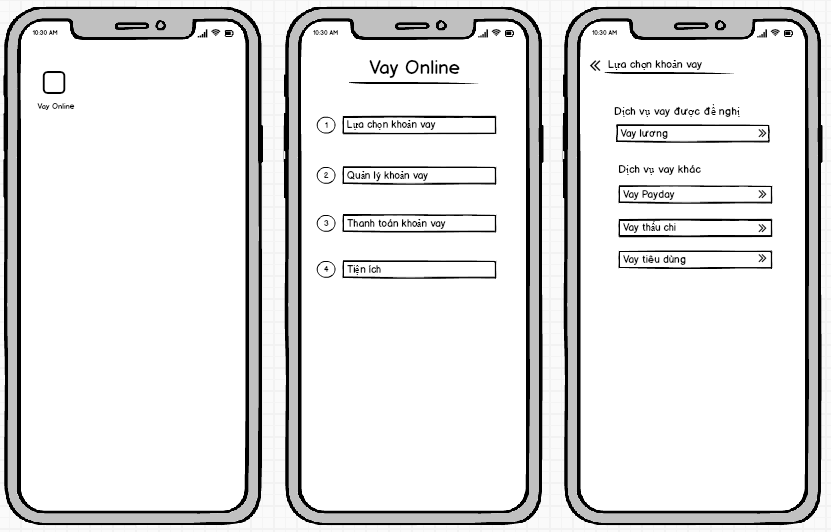 10:30 AM
Vay Online
10:30 AM
Vay Online
1 Lựa chọn khoản vay
2 Quản lý khoản vay
3 Thanh toán khoản vay
4 Tiện ích
10:30 AM
Lựa chọn khoản vay
Dịch vụ vay được đề nghị
Vay lương
Dịch vụ vay khác
Vay Payday
Vay thấu chi
Vay tiêu dùng